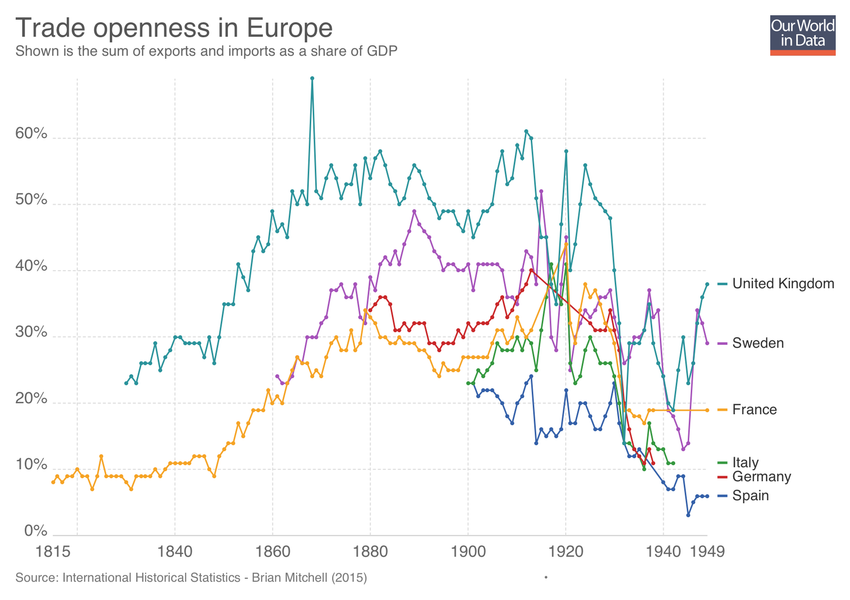 Trade openness in Europe
Shown is the sum of exports and imports as a share of GDP
Our World
in Data
60%
50%
40%
30%
20%
10%
0%
United Kingdom
Sweden
France
Italy
Germany
Spain
1815 1840 1860 1880 1900 1920 1940 1949
Source: International Historical Statistics - Brian Mitchell (2015)